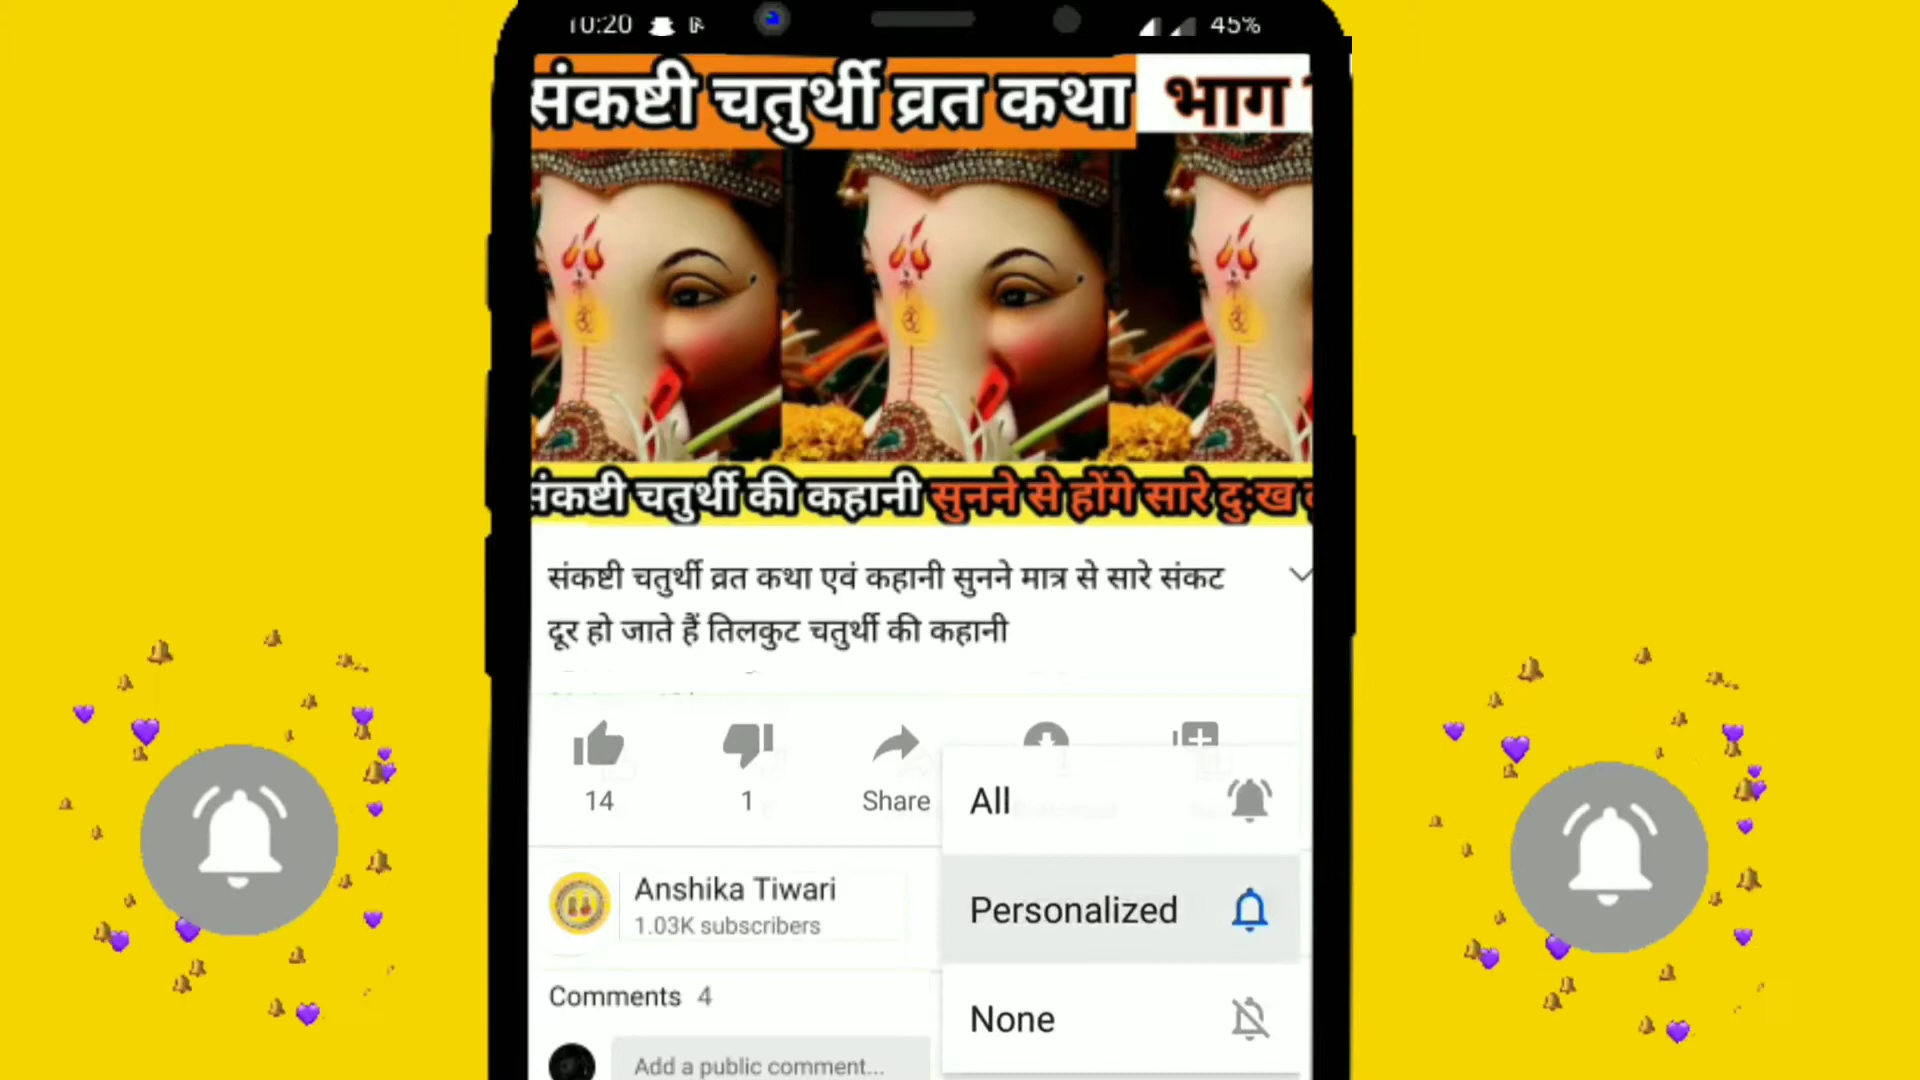 10:20
45%
संकष्टी चतुर्थी व्रत कथा
भाग
संकष्टी चतुर्थी की कहानी सुनने से होंगे सारे दुःख
संकष्टी चतुर्थी व्रत कथा एवं कहानी सुनने मात्र से सारे संकट
दूर हो जाते हैं तिलकुट चतुर्थी की कहानी
14
1
Share
All
Anshika Tiwari
1.03K subscribers
Personalized
Comments 4
None
Add a public comment...